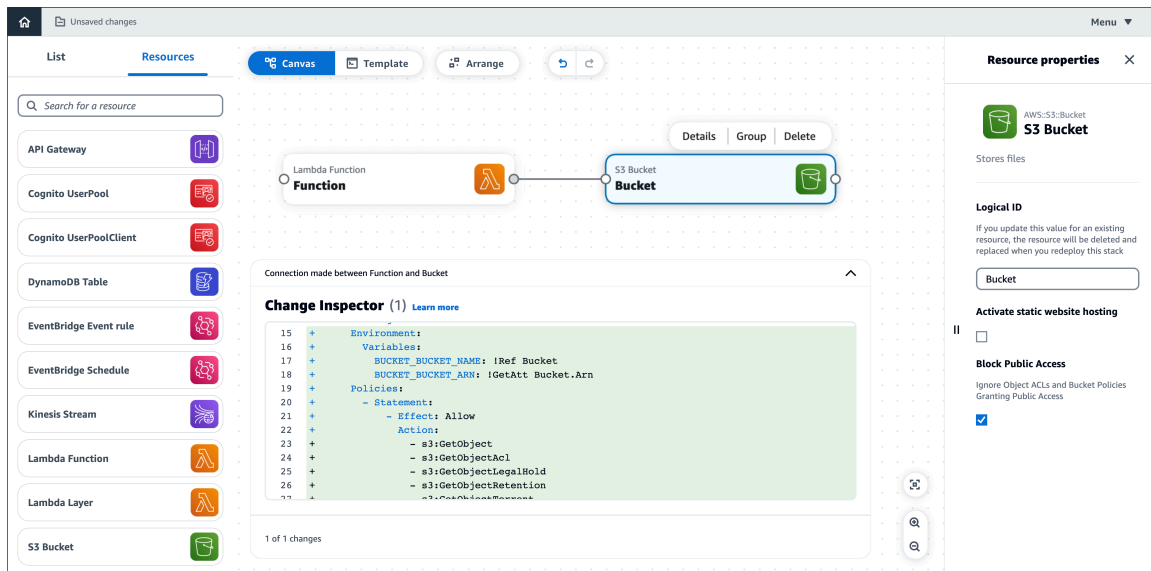 Unsaved changes
Menu ▼
List
Resources
Search for a resource
API Gateway
Cognito UserPool
Cognito UserPoolClient
DynamoDB Table
EventBridge Event rule
EventBridge Schedule
Kinesis Stream
Lambda Function
Lambda Layer
S3 Bucket
Canvas
Template
Arrange
Details
Group
Delete
Lambda Function
Function
S3 Bucket
Bucket
Connection made between Function and Bucket
Change Inspector (1) Learn more
15 + Environment:
16 + Variables:
17 + BUCKET_BUCKET_NAME: !Ref Bucket
18 + BUCKET_BUCKET_ARN: !GetAtt Bucket.Arn
19 + Policies:
20 + - Statement:
21 + - Effect: Allow
22 + Action:
23 + - s3:GetObject
24 + - s3:GetObjectAcl
25 + - s3:GetObjectLegalHold
26 + - s3:GetObjectRetention
27 + - s3:GetObjectTorrent
1 of 1 changes
Resource properties
AWS::S3::Bucket
S3 Bucket
Stores files
Logical ID
If you update this value for an existing
resource, the resource will be deleted and
replaced when you redeploy this stack
Bucket
Activate static website hosting
Block Public Access
Ignore Object ACLs and Bucket Policies
Granting Public Access